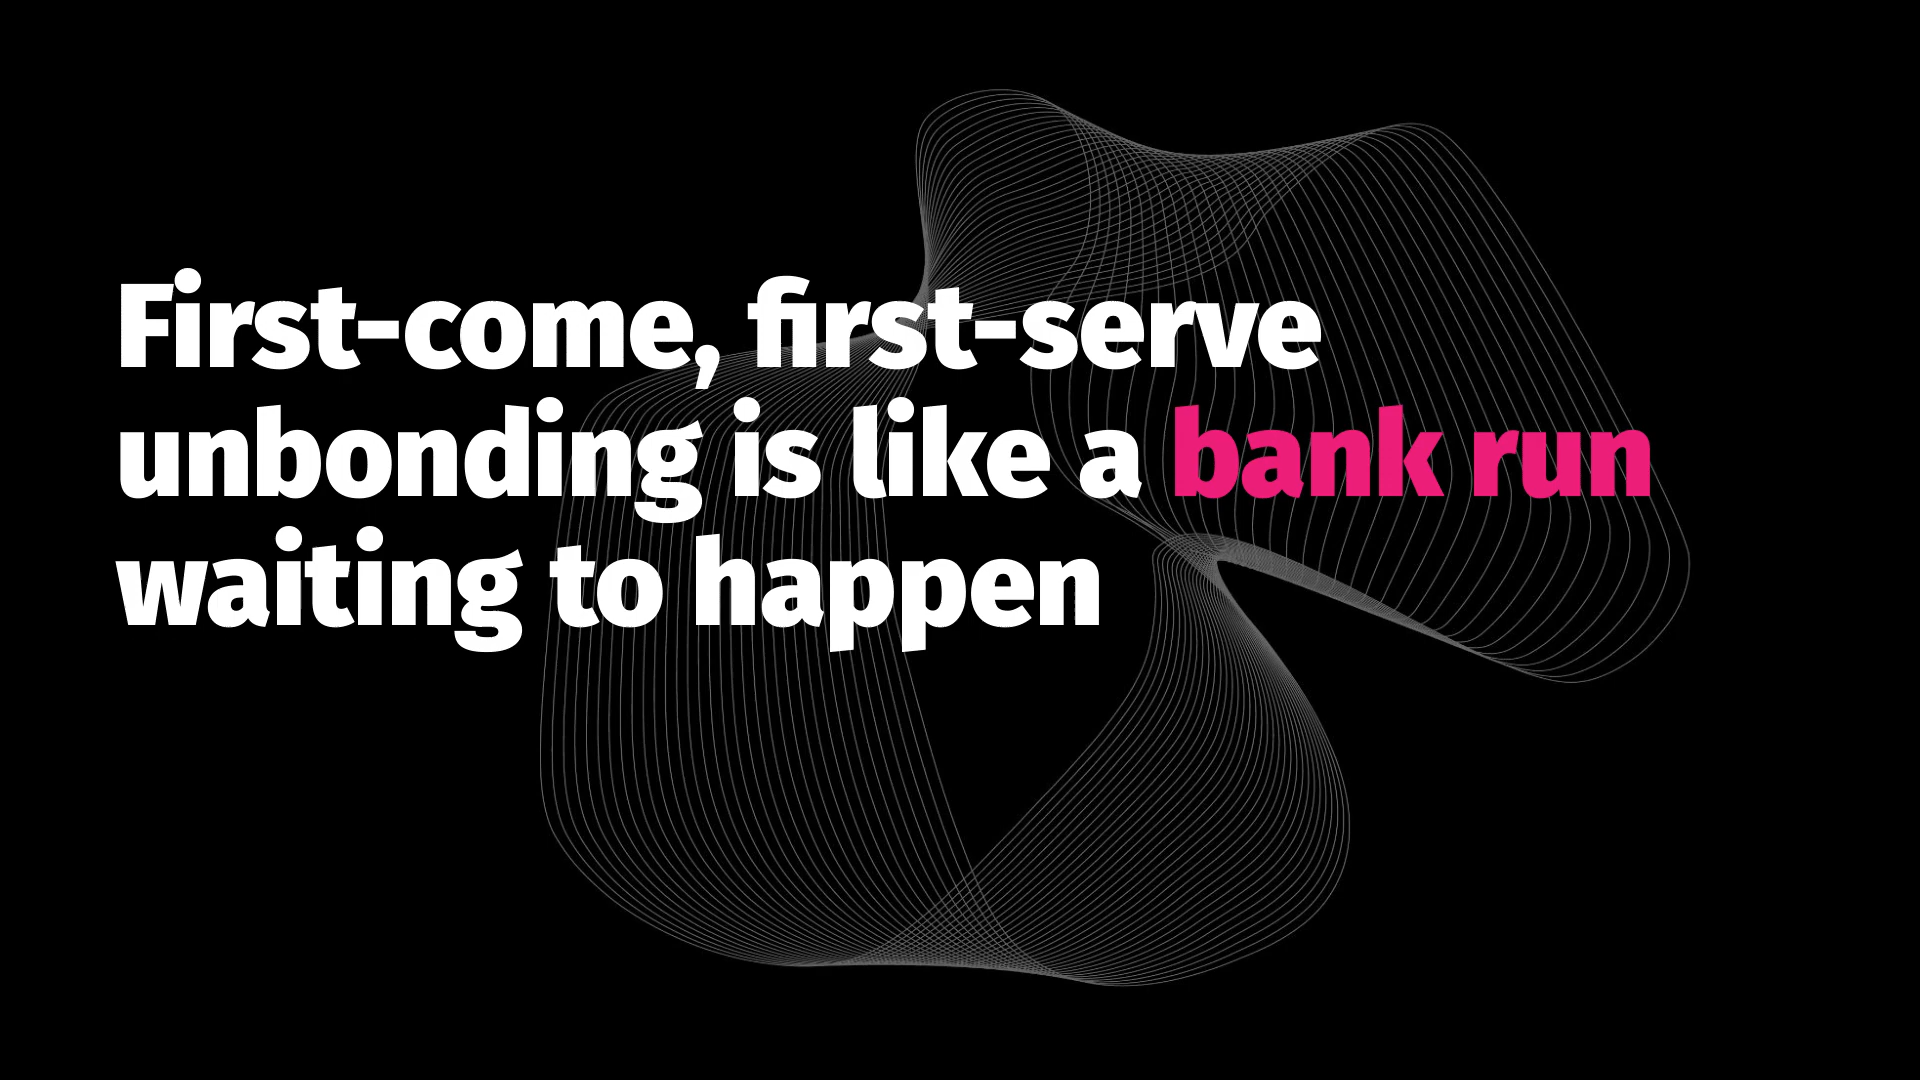 First-come, first-serve
unbonding is like a bank run
waiting to happen